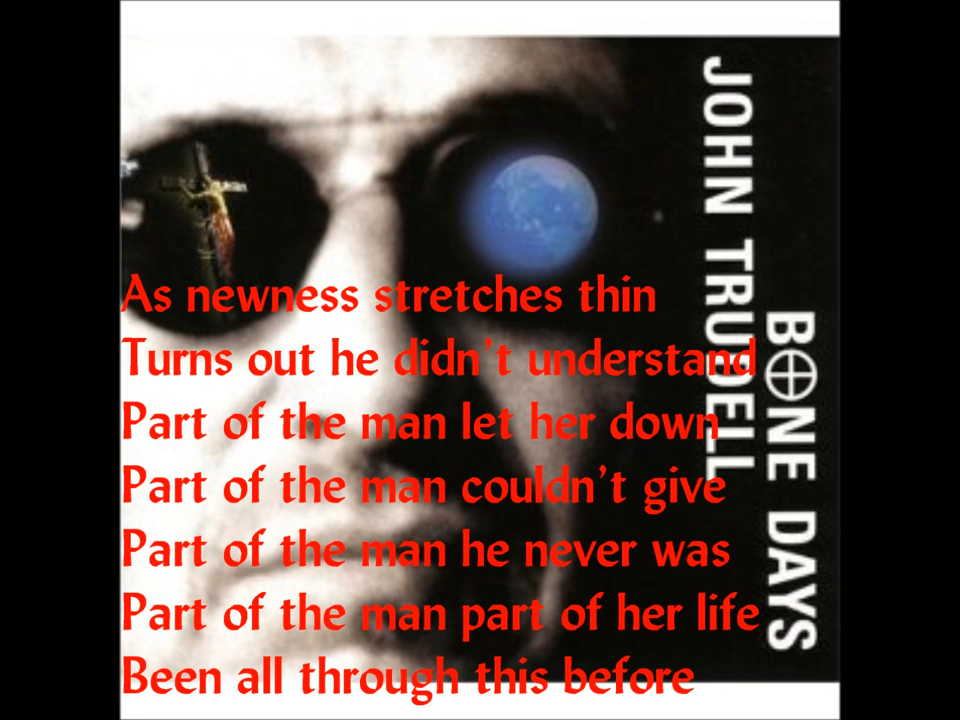 As newness stretches thin
Turns out he didn't understand
Part of the man let her down
Part of the man couldn't give
Part of the man he never was
Part of the man part of her life
Been all through this before
JOHN TRUDELL
BONE DAYS